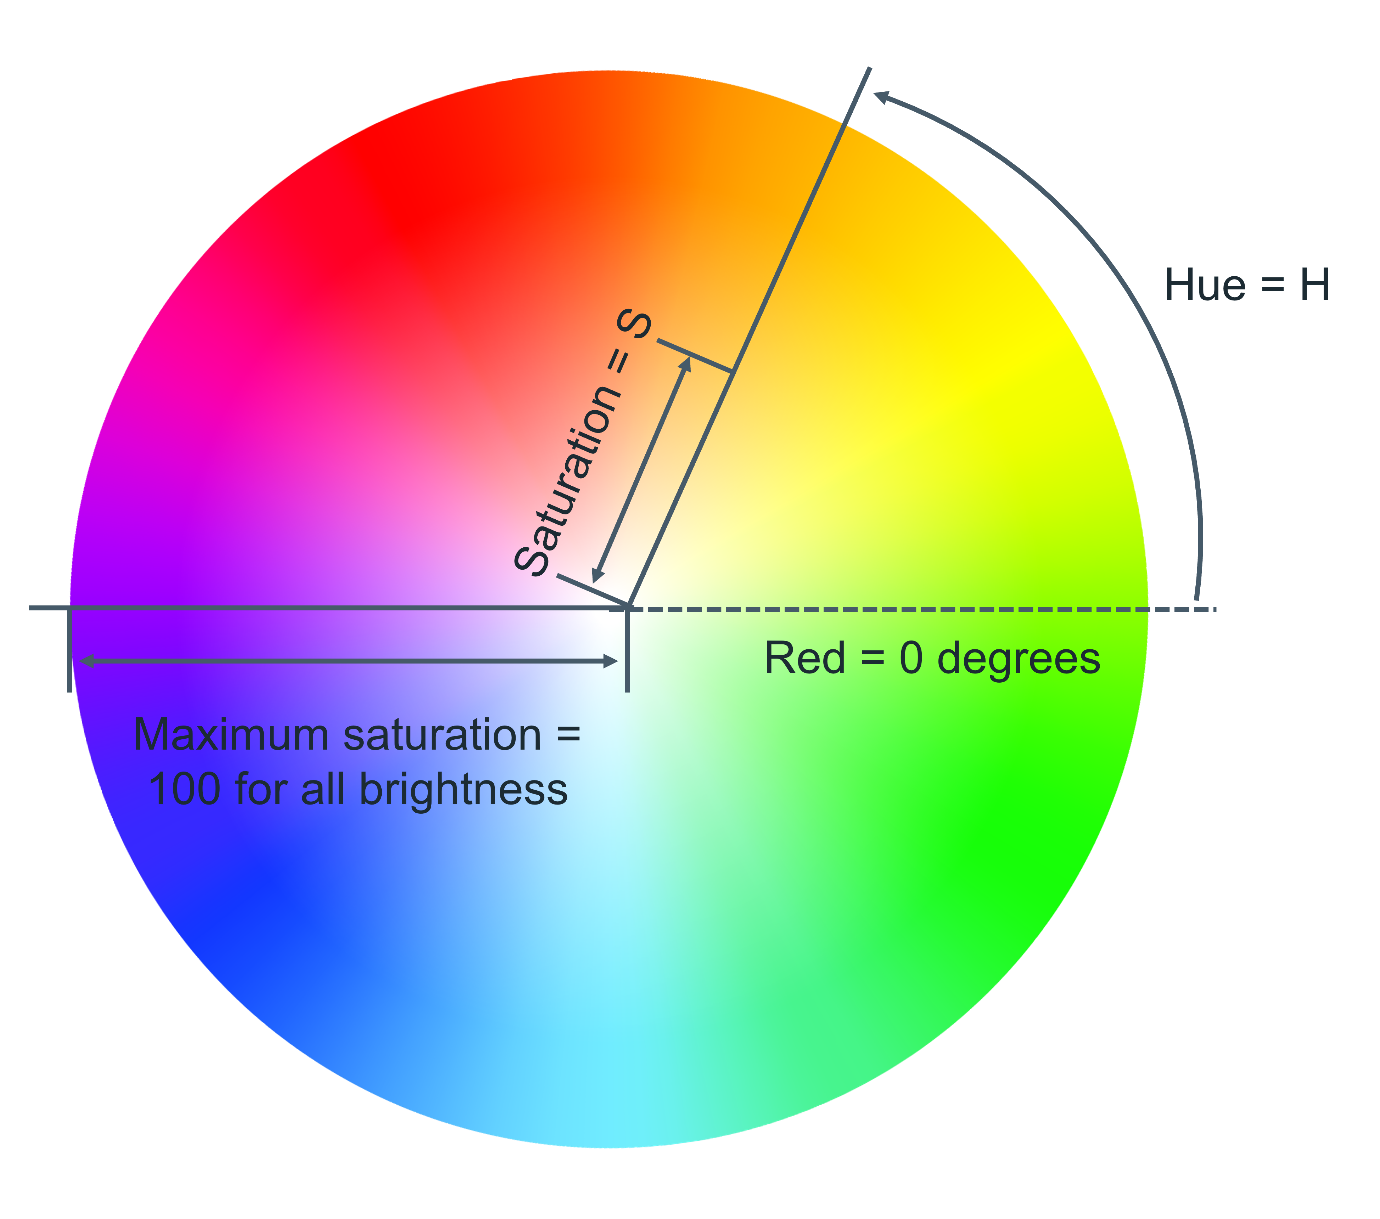 Hue = H
Saturation = S
Red = 0 degrees
Maximum saturation =
100 for all brightness